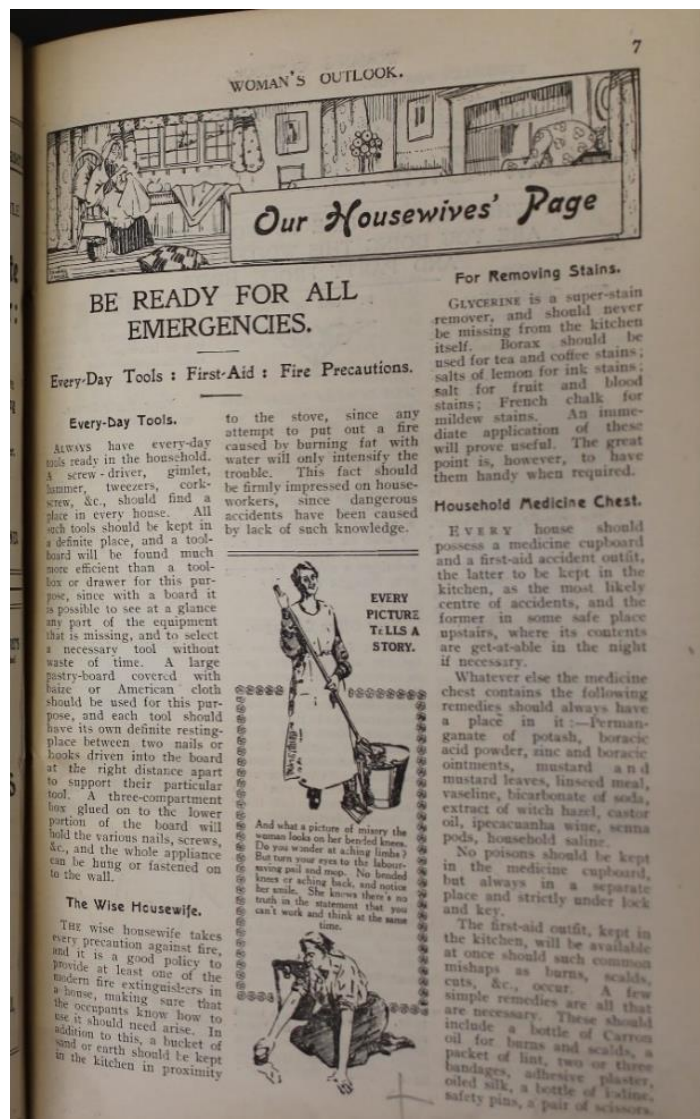 7
WOMAN'S OUTLOOK.
Our Housewives' Page
BE READY FOR ALL
EMERGENCIES.
Every-Day Tools : First-Aid : Fire Precautions.
Every-Day Tools.
ALWAYS have every-day
tools ready in the household.
A screw-driver, gimlet,
hammer, tweezers, cork-
screw, &c., should find a
place in every house. All
such tools should be kept in
a definite place, and a tool-
board will be found much
more efficient than a tool-
box or drawer for this pur-
pose, since with a board it
is possible to see at a glance
any part of the equipment
that is missing, and to select
a necessary tool without
waste of time. A large
pastry-board covered with
baize or American cloth
should be used for this pur-
pose, and each tool should
have its own definite resting-
place between two nails or
hooks driven into the board
at the right distance apart
to support their particular
tool. A three-compartment
box glued on to the lower
portion of the board will
hold the various nails, screws,
&c., and the whole appliance
can be hung or fastened on
to the wall.
The Wise Housewife.
THE wise housewife takes
every precaution against fire,
and it is a good policy to
provide at least one of the
modern fire extinguishers in
a house, making sure that
the occupants know how to
use it should need arise. In
addition to this, a bucket of
sand or earth should be kept
in the kitchen in proximity
to the stove, since any
attempt to put out a fire
caused by burning fat with
water will only intensify the
trouble. This fact should
be firmly impressed on house-
workers, since dangerous
accidents have been caused
by lack of such knowledge.
EVERY
PICTURE
TELLS A
STORY.
And what a picture of misery the
woman looks on her bended knees.
Do you wonder at aching limbs?
But turn your eyes to the labour-
saving pail and mop. No bended
knees or aching back, and notice
her smile. She knows there's no
truth in the statement that you
can't work and think at the same
time.
For Removing Stains.
GLYCERINE is a super-stain
remover, and should never
be missing from the kitchen
itself. Borax should be
used for tea and coffee stains;
salts of lemon for ink stains;
salt for fruit and blood
stains; French chalk for
mildew stains. An imme-
diate application of these
will prove useful. The great
point is, however, to have
them handy when required.
Household Medicine Chest.
EVERY house should
possess a medicine cupboard
and a first-aid accident outfit,
the latter to be kept in the
kitchen, as the most likely
centre of accidents, and the
former in some safe place
upstairs, where its contents
are get-at-able in the night
if necessary.
Whatever else the medicine
chest contains the following
remedies should always have
a place in it:—Perman-
ganate of potash, boracic
acid powder, zinc and boracic
ointments, mustard and
mustard leaves, linseed meal,
vaseline, bicarbonate of soda,
extract of witch hazel, castor
oil, ipecacuanha wine, senna
pods, household saline.
No poisons should be kept
in the medicine cupboard,
but always in a separate
place and strictly under lock
and key.
The first-aid outfit, kept in
the kitchen, will be available
at once should such common
mishaps as burns, scalds,
cuts, &c., occur. A few
simple remedies are all that
are necessary. These should
include a bottle of Carron
oil for burns and scalds, a
packet of lint, two or three
bandages, adhesive plaster,
oiled silk, a bottle of iodine,
safety pins, a pair of scissors,